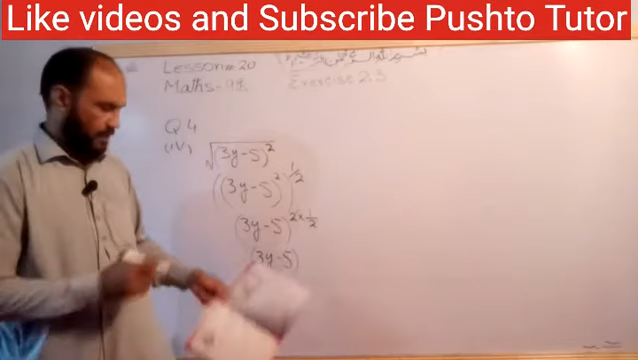 Like videos and Subscribe Pushto Tutor
Lesson # 20
Maths - 9th
Exercise 2.3
Q 4
(iv) √(3y-5)²
((3y-5)²)^1/2
(3y-5)^2×1/2
(3y-5)